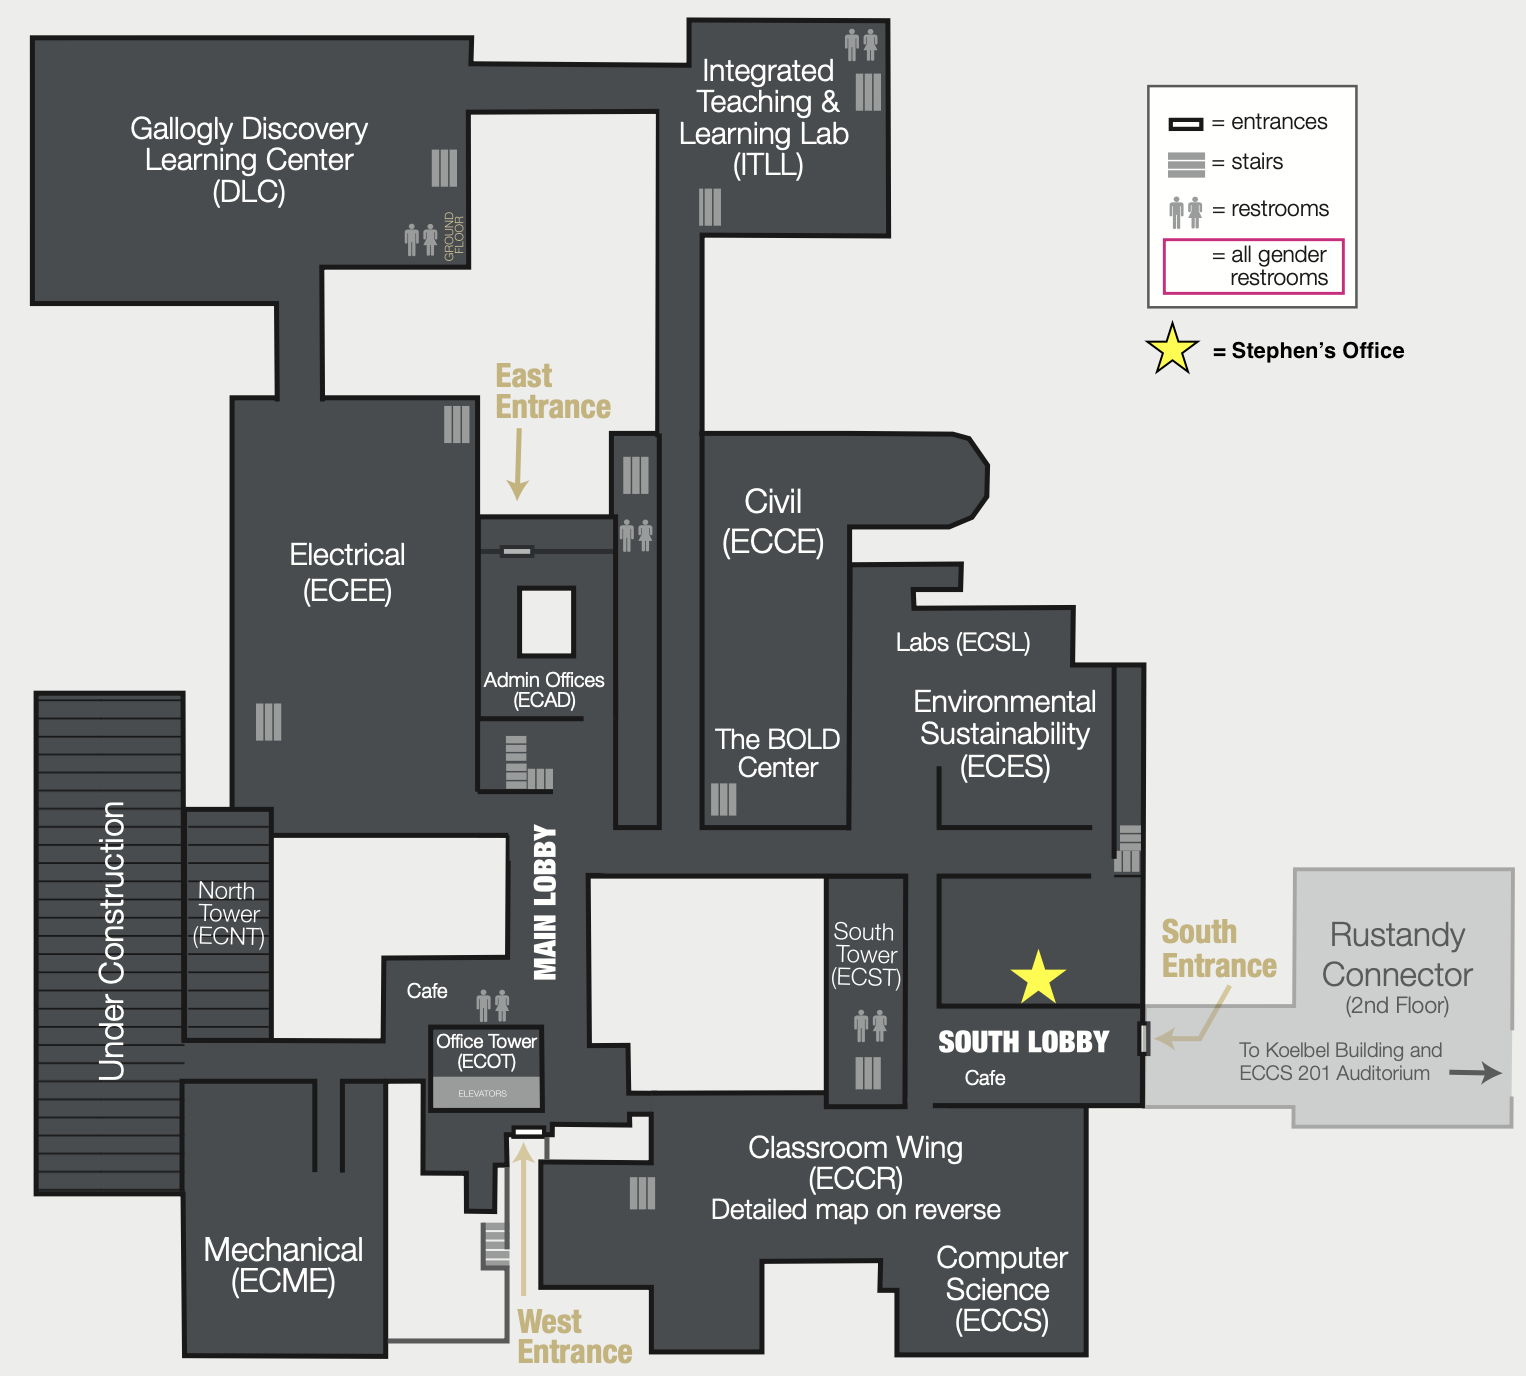 Gallogly Discovery
Learning Center
(DLC)
GROUND
FLOOR
Integrated
Teaching &
Learning Lab
(ITLL)
= entrances
= stairs
= restrooms
= all gender
restrooms
= Stephen's Office
East
Entrance
Electrical
(ECEE)
Civil
(ECCE)
Admin Offices
(ECAD)
The BOLD
Center
Labs (ECSL)
Environmental
Sustainability
(ECES)
Under Construction
North
Tower
(ECNT)
MAIN LOBBY
Cafe
Office Tower
(ECOT)
ELEVATORS
South
Tower
(ECST)
SOUTH LOBBY
Cafe
South
Entrance
Rustandy
Connector
(2nd Floor)
To Koelbel Building and
ECCS 201 Auditorium
Classroom Wing
(ECCR)
Detailed map on reverse
Computer
Science
(ECCS)
Mechanical
(ECME)
West
Entrance